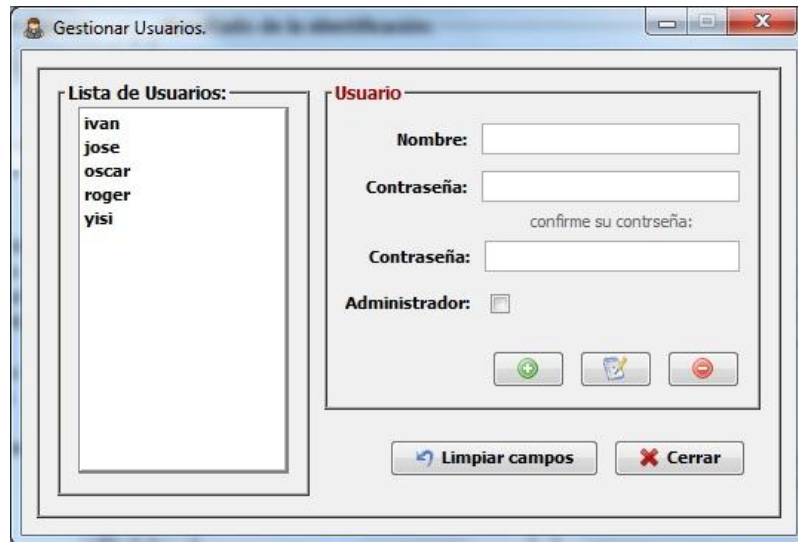 Gestionar Usuarios.
Lista de Usuarios:
ivan
jose
oscar
roger
yisi
Usuario
Nombre:
Contraseña:
confirme su contrseña:
Contraseña:
Administrador:
Limpiar campos
Cerrar